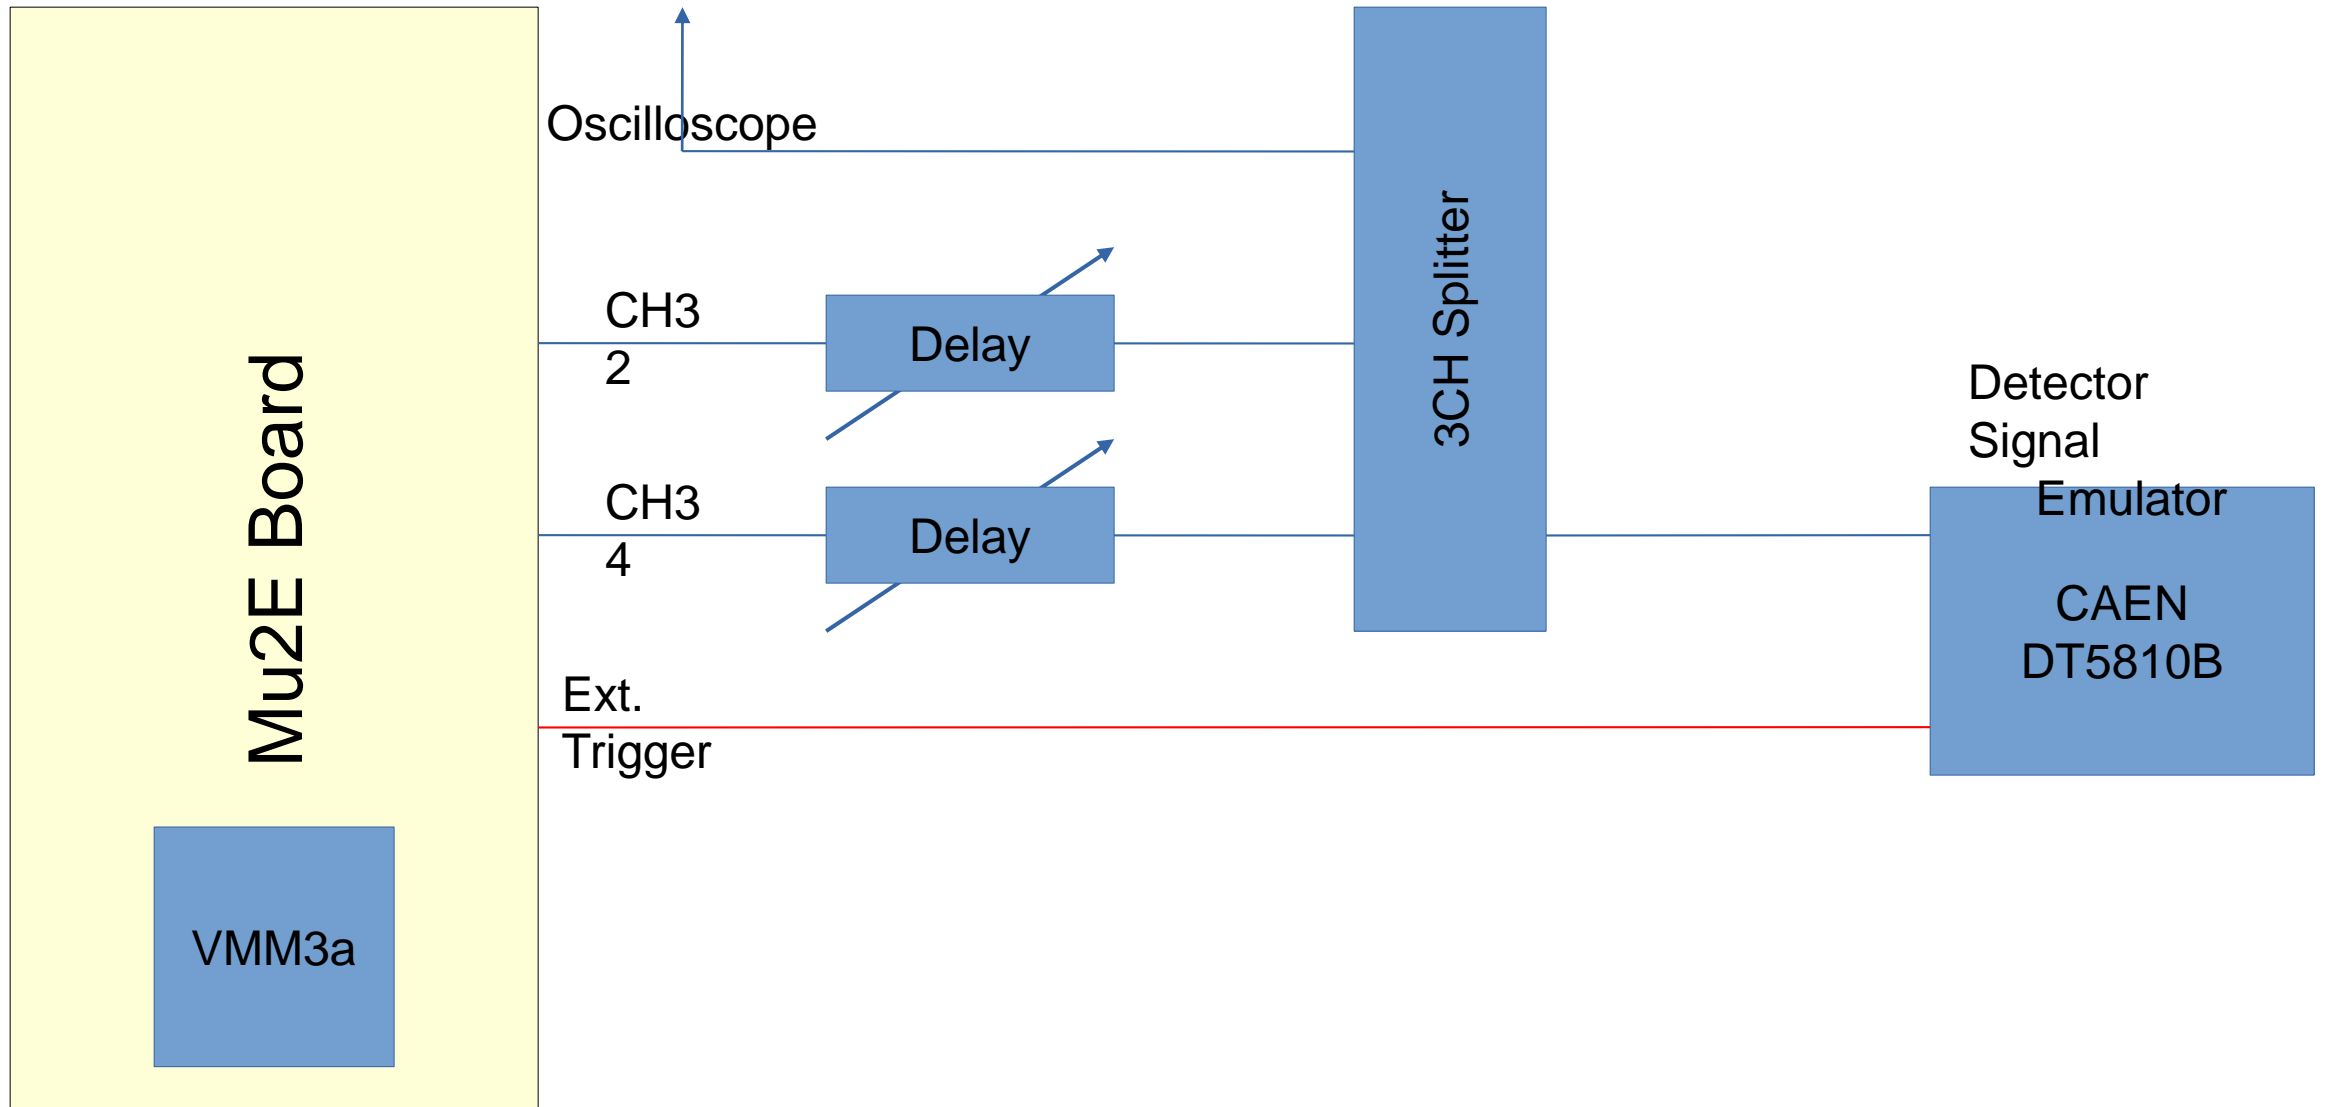 Oscilloscope
3CH Splitter
CH3
2
Delay
Mu2E Board
Detector
Signal
Emulator
CH3
4
Delay
CAEN
DT5810B
Ext.
Trigger
VMM3a